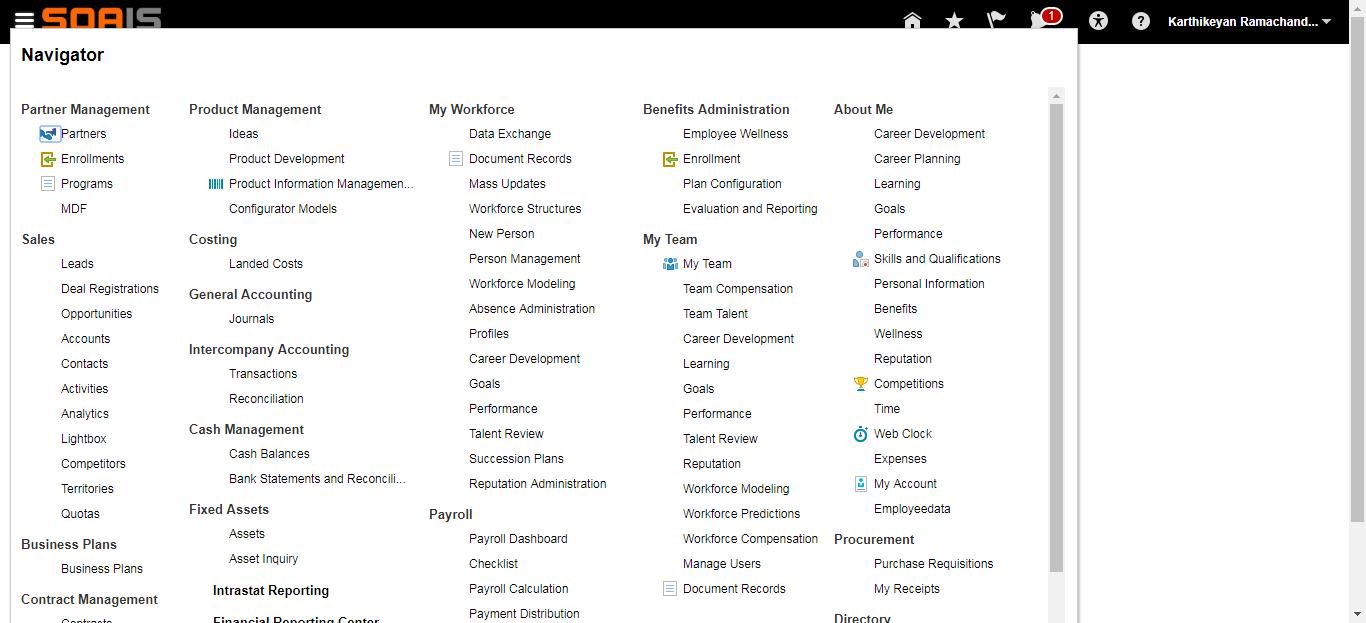 SOAIS
1
?
Karthikeyan Ramachand...
Navigator
Partner Management
Partners
Enrollments
Programs
MDF
Sales
Leads
Deal Registrations
Opportunities
Accounts
Contacts
Activities
Analytics
Lightbox
Competitors
Territories
Quotas
Business Plans
Business Plans
Contract Management
Contracts
Product Management
Ideas
Product Development
Product Information Managemen...
Configurator Models
Costing
Landed Costs
General Accounting
Journals
Intercompany Accounting
Transactions
Reconciliation
Cash Management
Cash Balances
Bank Statements and Reconcili...
Fixed Assets
Assets
Asset Inquiry
Intrastat Reporting
Financial Reporting Center
My Workforce
Data Exchange
Document Records
Mass Updates
Workforce Structures
New Person
Person Management
Workforce Modeling
Absence Administration
Profiles
Career Development
Goals
Performance
Talent Review
Succession Plans
Reputation Administration
Payroll
Payroll Dashboard
Checklist
Payroll Calculation
Payment Distribution
Benefits Administration
Employee Wellness
Enrollment
Plan Configuration
Evaluation and Reporting
My Team
My Team
Team Compensation
Team Talent
Career Development
Learning
Goals
Performance
Talent Review
Reputation
Workforce Modeling
Workforce Predictions
Workforce Compensation
Manage Users
Document Records
About Me
Career Development
Career Planning
Learning
Goals
Performance
Skills and Qualifications
Personal Information
Benefits
Wellness
Reputation
Competitions
Time
Web Clock
Expenses
My Account
Employeedata
Procurement
Purchase Requisitions
My Receipts
Directory